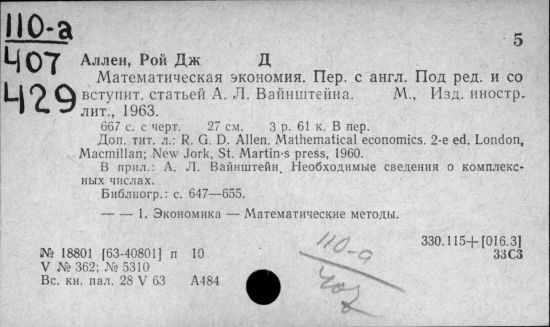 110-а
5
407
Аллен, Рой Дж Д
Математическая экономия. Пер. с англ. Под ред. и со
429
вступит. статьей А. Л. Вайнштейна. М., Изд. иностр.
лит., 1963.
667 с. с черт. 27 см. 3 р. 61 к. В пер.
Доп. тит. л.: R. G. D. Allen. Mathematical economics. 2-e ed. London,
Macmillan; New Jork, St. Martin·s press, 1960.
В прил.: А. Л. Вайнштейн. Необходимые сведения о комплекс-
ных числах.
Библиогр.: с. 647—655.
— — 1. Экономика — Математические методы.
330.115+[016.3]
33С3
№ 18801 [63-40801] п 10
V № 362; № 5310
Вс. кн. пал. 28 V 63 А484
110-а
407